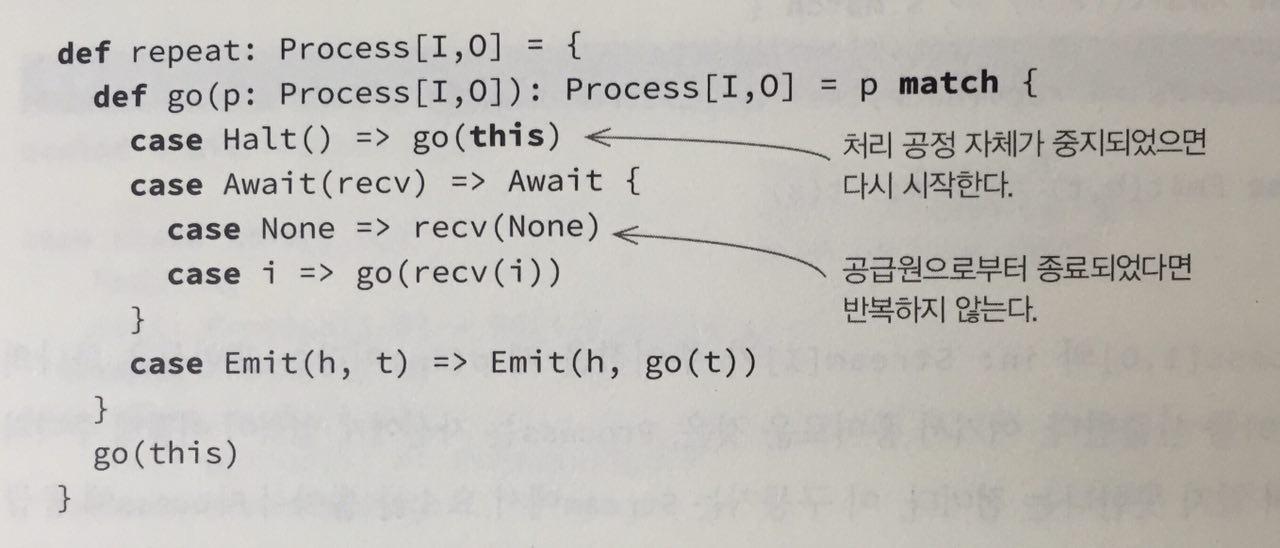 def repeat: Process[I,O] = {
def go(p: Process[I,O]): Process[I,O] = p match {
case Halt() => go(this)
처리 공정 자체가 중지되었으면
다시 시작한다.
case Await(recv) => Await {
case None => recv(None)
공급원으로부터 종료되었다면
반복하지 않는다.
case i => go(recv(i))
}
case Emit(h, t) => Emit(h, go(t))
}
go(this)
}